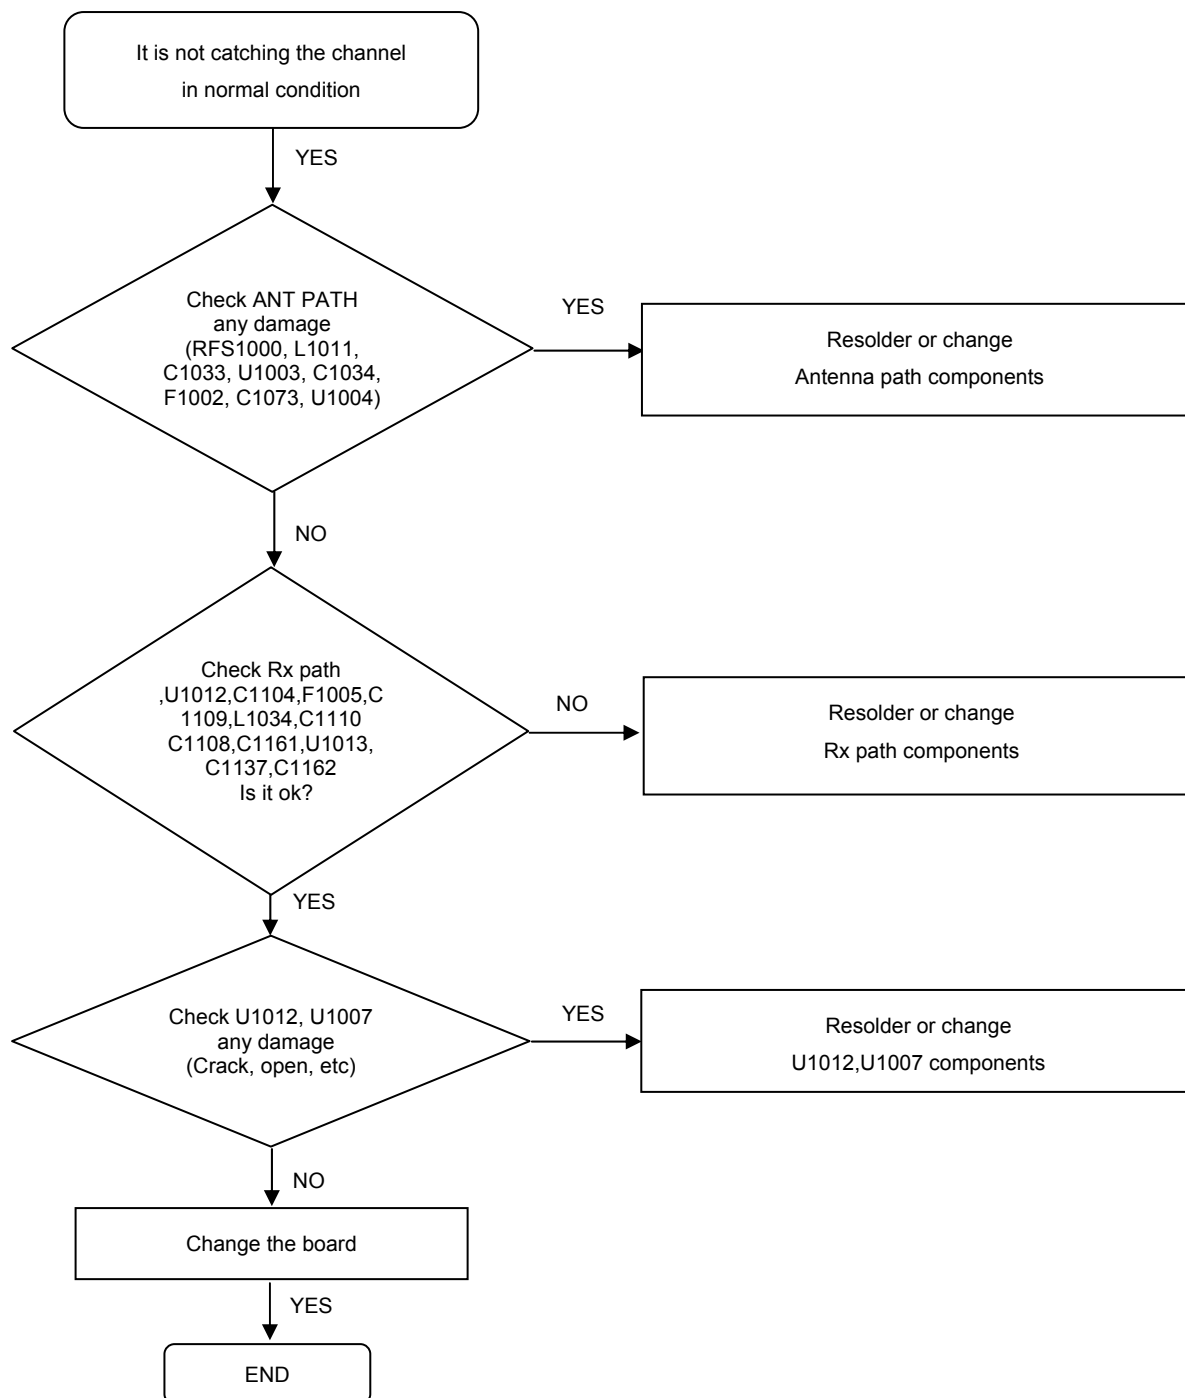 It is not catching the channel
in normal condition
YES
Check ANT PATH
any damage
(RFS1000, L1011,
C1033, U1003, C1034,
F1002, C1073, U1004)
YES
Resolder or change
Antenna path components
NO
Check Rx path
,U1012,C1104,F1005,C
1109,L1034,C1110
C1108,C1161,U1013,
C1137,C1162
Is it ok?
NO
Resolder or change
Rx path components
YES
Check U1012, U1007
any damage
(Crack, open, etc)
YES
Resolder or change
U1012,U1007 components
NO
Change the board
YES
END